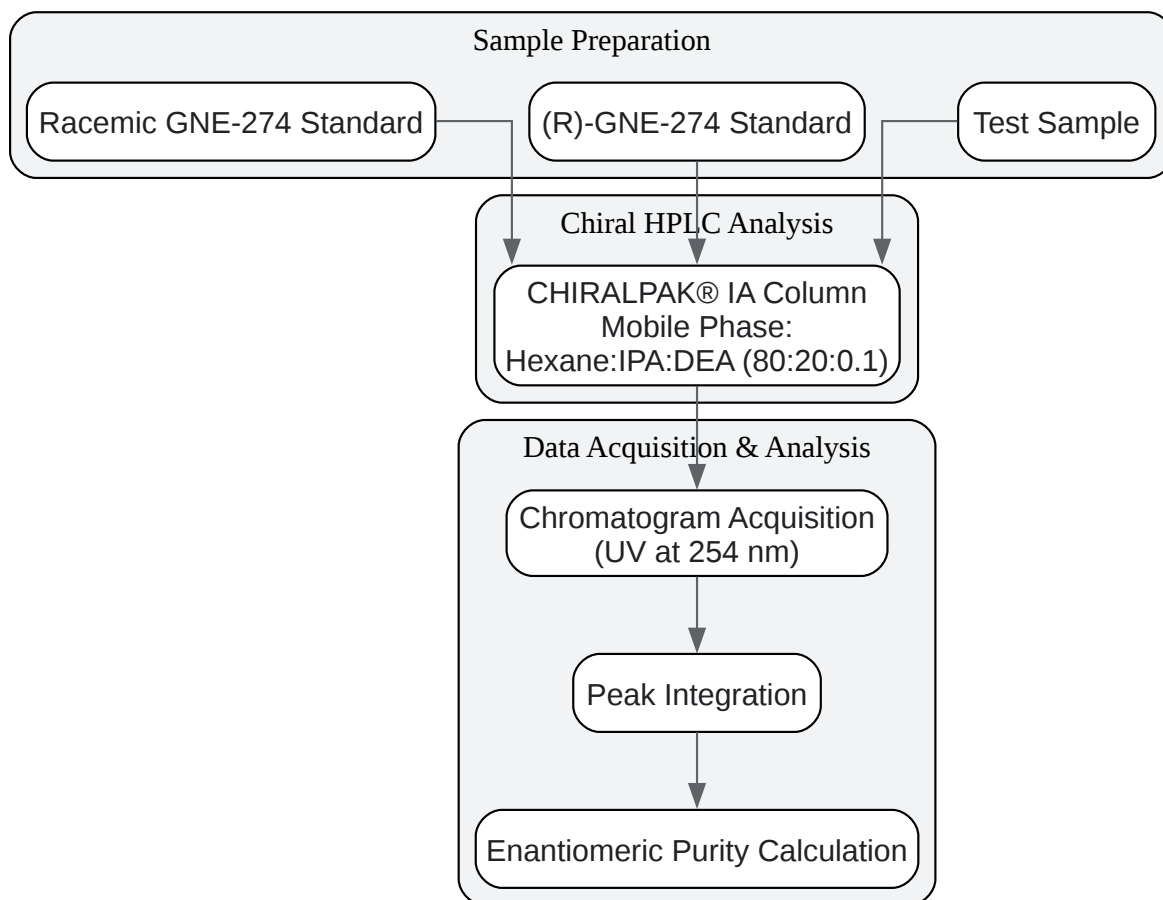 Sample Preparation
Racemic GNE-274 Standard
(R)-GNE-274 Standard
Test Sample
Chiral HPLC Analysis
CHIRALPAK® IA Column
Mobile Phase:
Hexane:IPA:DEA (80:20:0.1)
Data Acquisition & Analysis
Chromatogram Acquisition
(UV at 254 nm)
Peak Integration
Enantiomeric Purity Calculation